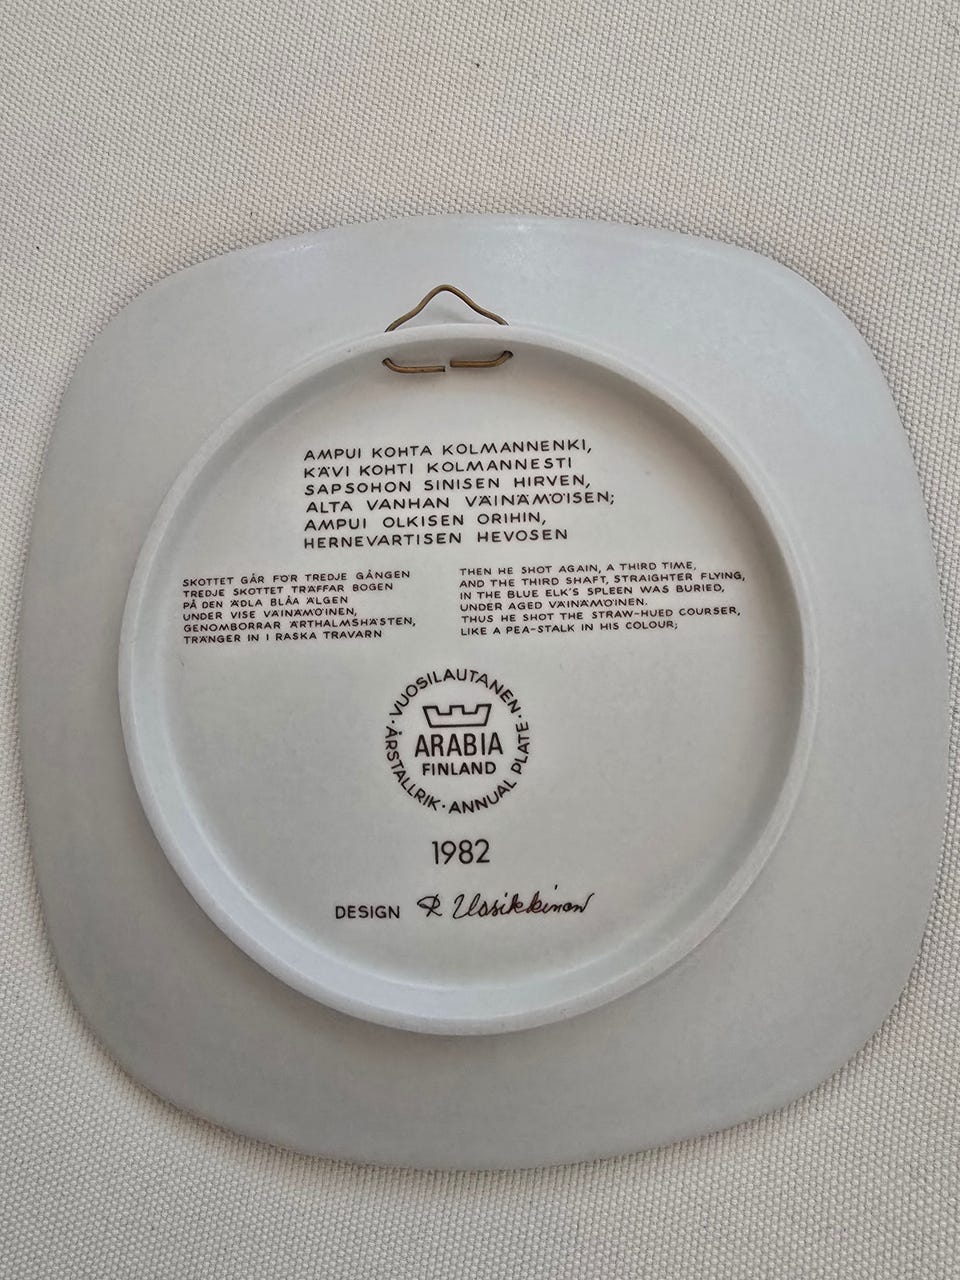 AMPUI KOHTA KOLMANNENKI,
KÄVI KOHTI KOLMANNESTI
SAPSOHON SINISEN HIRVEN,
ALTA VANHAN VÄINÄMÖISEN;
AMPUI OLKISEN ORIHIN,
HERNEVARTISEN HEVOSEN
SKOTTET GÅR FÖR TREDJE GÅNGEN
TREDJE SKOTTET TRÄFFAR BOGEN
PÅ DEN ÄDLA BLÅA ÄLGEN
UNDER VISE VÄINÄMÖINEN,
GENOMBORRAR ÄRTHALMSHÄSTEN,
TRÄNGER IN I RASKA TRAVARN
THEN HE SHOT AGAIN, A THIRD TIME,
AND THE THIRD SHAFT, STRAIGHTER FLYING,
IN THE BLUE ELK'S SPLEEN WAS BURIED,
UNDER AGED VÄINÄMÖINEN.
THUS HE SHOT THE STRAW-HUED COURSER,
LIKE A PEA-STALK IN HIS COLOUR;
VUOSILAUTANEN · ANNUAL PLATE · ÅRSTALLRIK ·
ARABIA
FINLAND
1982
DESIGN R Uosikkinen